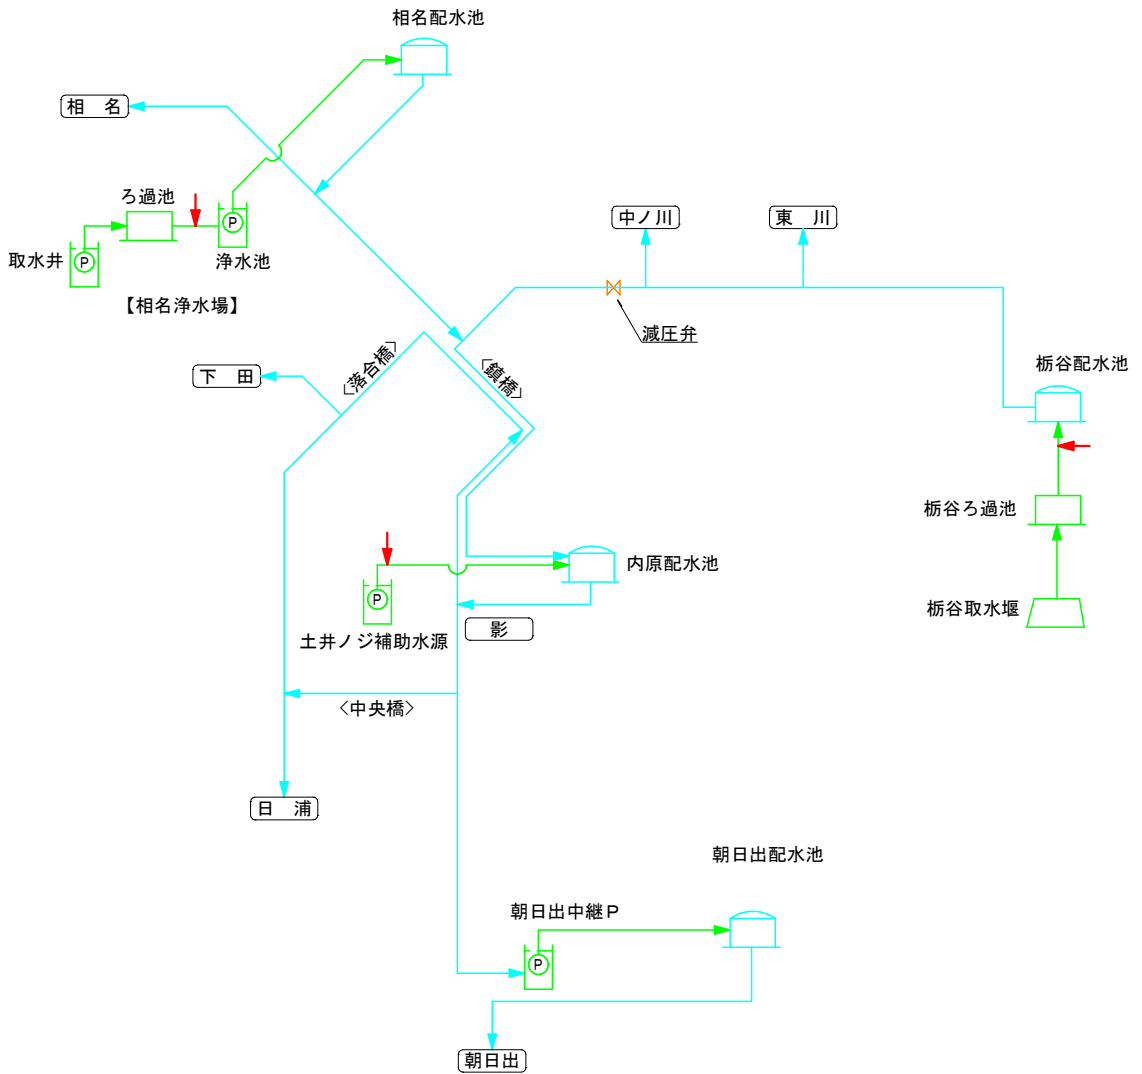 相名配水池
相　名
ろ過池
P
P
取水井
浄水池
【相名浄水場】
中ノ川
東　川
減圧弁
〈落合橋〉
〈鎮橋〉
下　田
栃谷配水池
栃谷ろ過池
栃谷取水堰
内原配水池
P
土井ノジ補助水源
影
〈中央橋〉
日　浦
朝日出配水池
朝日出中継Ｐ
P
朝日出